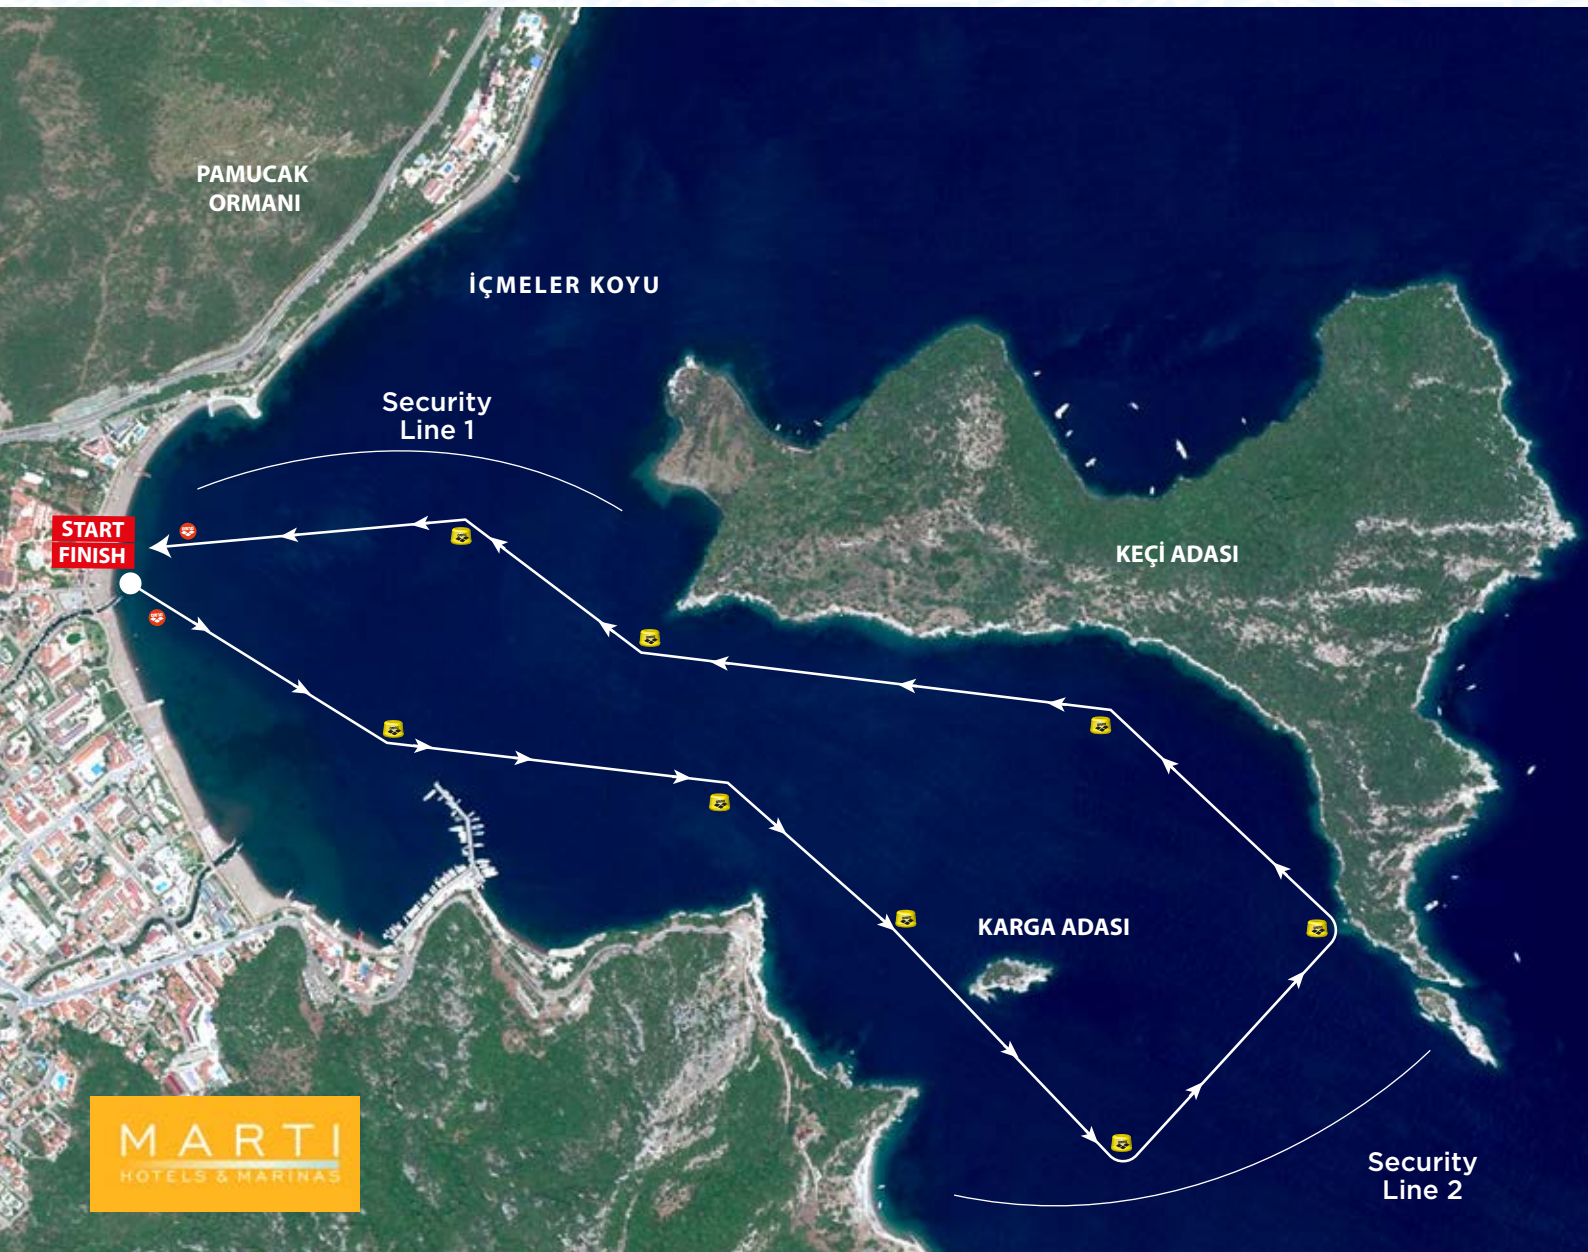 PAMUCAK
ORMANI
İÇMELER KOYU
Security
Line 1
START
FINISH
KEÇİ ADASI
KARGA ADASI
MARTI
HOTELS & MARINAS
Security
Line 2